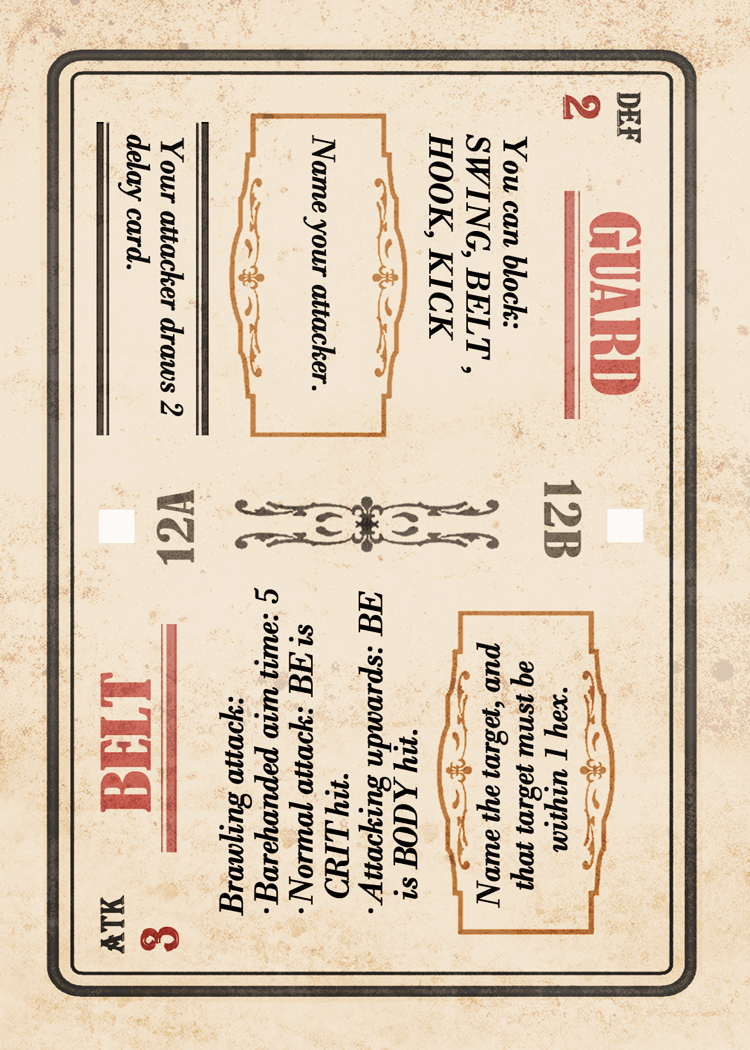 DEF
2
GUARD
You can block:
SWING, BELT ,
HOOK, KICK
Name your attacker.
Your attacker draws 2
delay card.
12B
12A
ATK
3
BELT
Brawling attack:
·Barehanded aim time: 5
·Normal attack: BE is
CRIT hit.
·Attacking upwards: BE
is BODY hit.
Name the target, and
that target must be
within 1 hex.